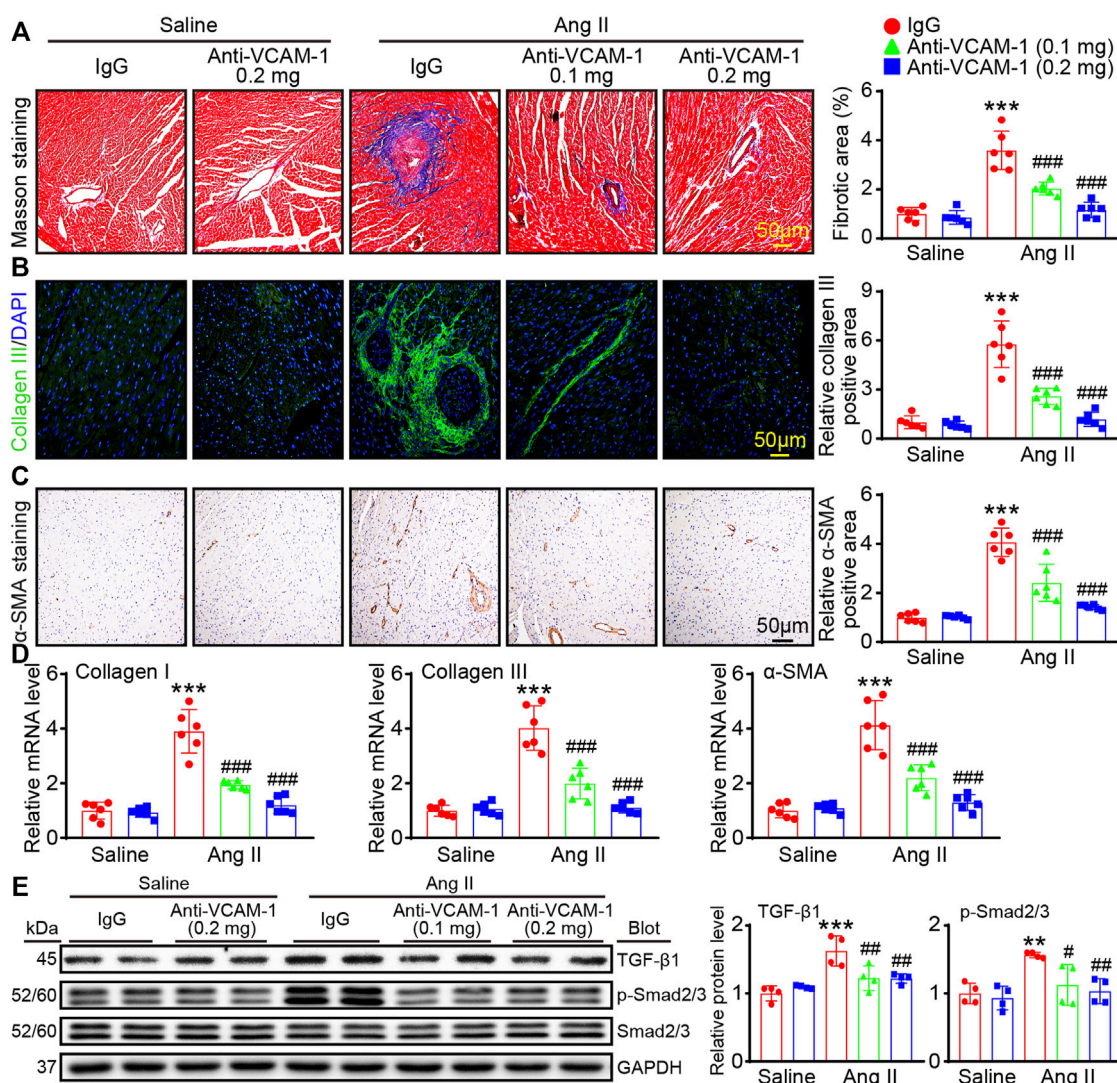 A
Saline
Ang II
IgG
Anti-VCAM-1
0.2 mg
IgG
Anti-VCAM-1
0.1 mg
Anti-VCAM-1
0.2 mg
IgG
Anti-VCAM-1 (0.1 mg)
Anti-VCAM-1 (0.2 mg)
Masson staining
50μm
Fibrotic area (%)
6
4
2
0
***
###
###
Saline
Ang II
B
Collagen III/DAPI
50μm
Relative collagen III
positive area
9
6
3
0
***
###
###
Saline
Ang II
C
α-SMA staining
50μm
Relative α-SMA
positive area
6
4
2
0
***
###
###
Saline
Ang II
D
Relative mRNA level
Collagen I
6
4
2
0
***
###
###
Saline
Ang II
Relative mRNA level
Collagen III
6
4
2
0
***
###
###
Saline
Ang II
Relative mRNA level
α-SMA
6
4
2
0
***
###
###
Saline
Ang II
E
Saline
Ang II
kDa
IgG
Anti-VCAM-1
(0.2 mg)
IgG
Anti-VCAM-1
(0.1 mg)
Anti-VCAM-1
(0.2 mg)
Blot
45
TGF-β1
52/60
p-Smad2/3
52/60
Smad2/3
37
GAPDH
Relative protein level
TGF-β1
2
1
0
***
##
##
Saline
Ang II
p-Smad2/3
2
1
0
**
#
##
Saline
Ang II